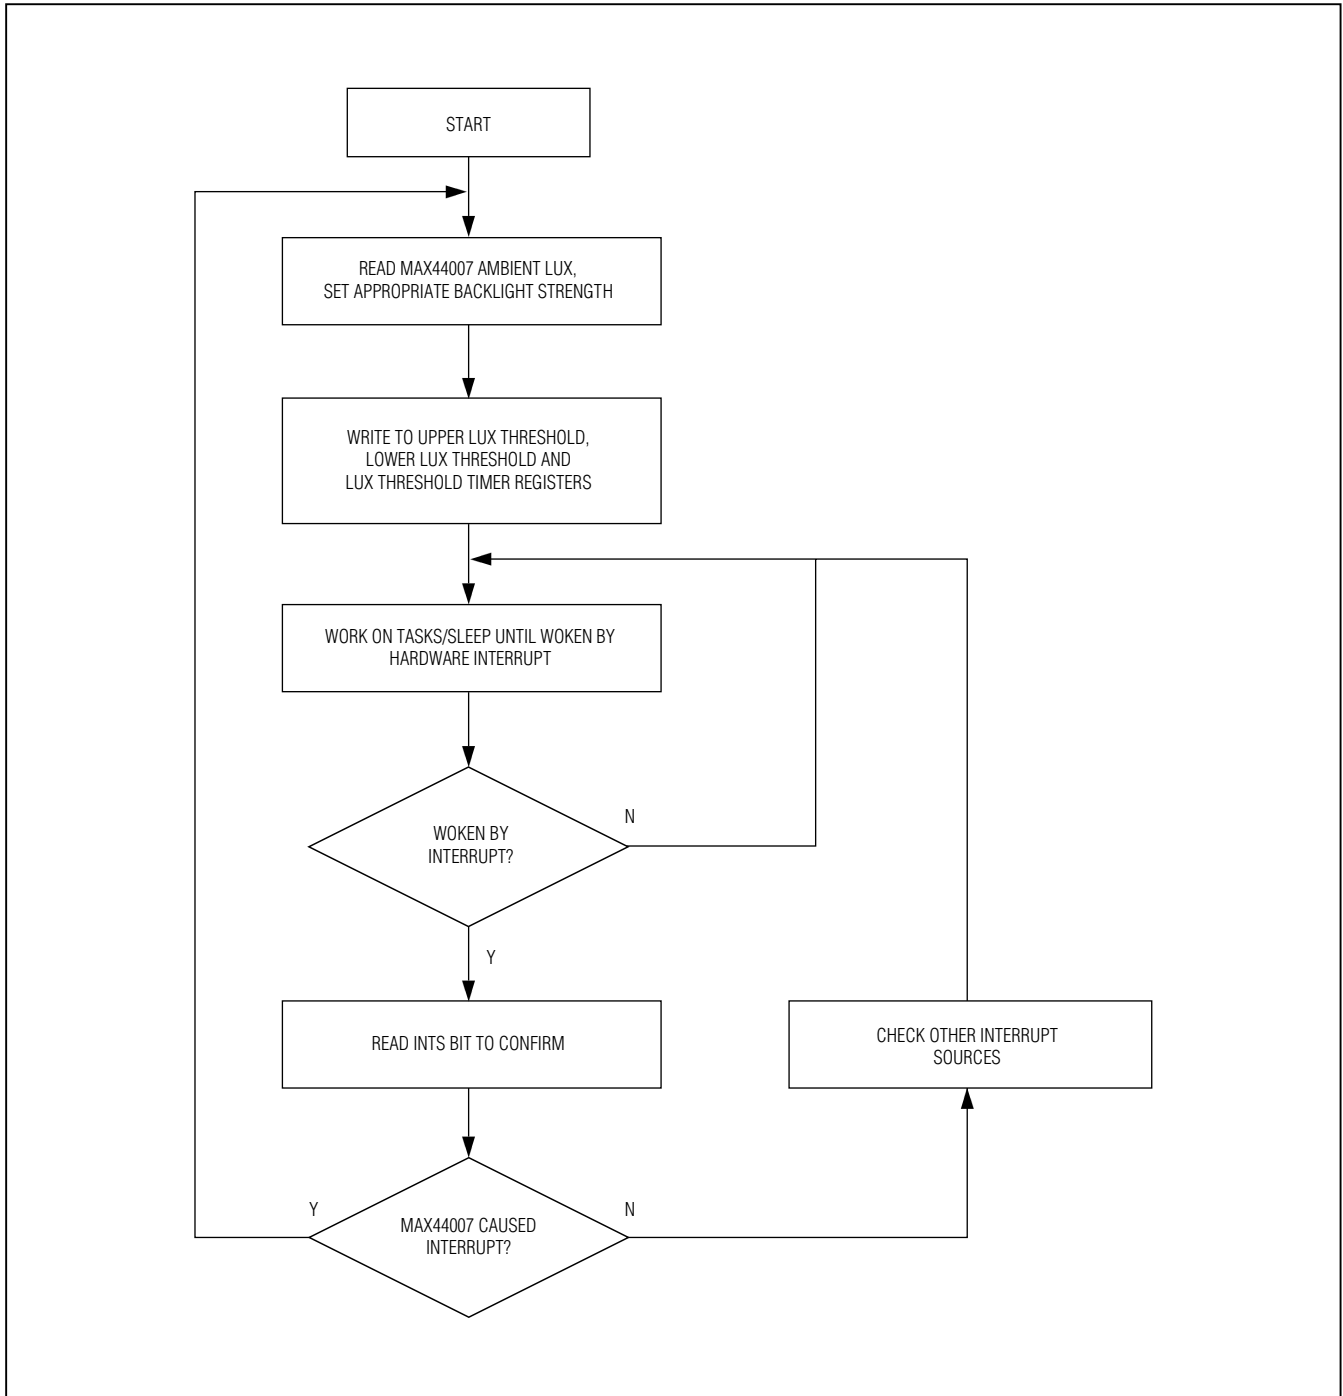 START
READ MAX44007 AMBIENT LUX,
SET APPROPRIATE BACKLIGHT STRENGTH
WRITE TO UPPER LUX THRESHOLD,
LOWER LUX THRESHOLD AND
LUX THRESHOLD TIMER REGISTERS
WORK ON TASKS/SLEEP UNTIL WOKEN BY
HARDWARE INTERRUPT
WOKEN BY
INTERRUPT?
N
Y
READ INTS BIT TO CONFIRM
CHECK OTHER INTERRUPT
SOURCES
Y
MAX44007 CAUSED
INTERRUPT?
N